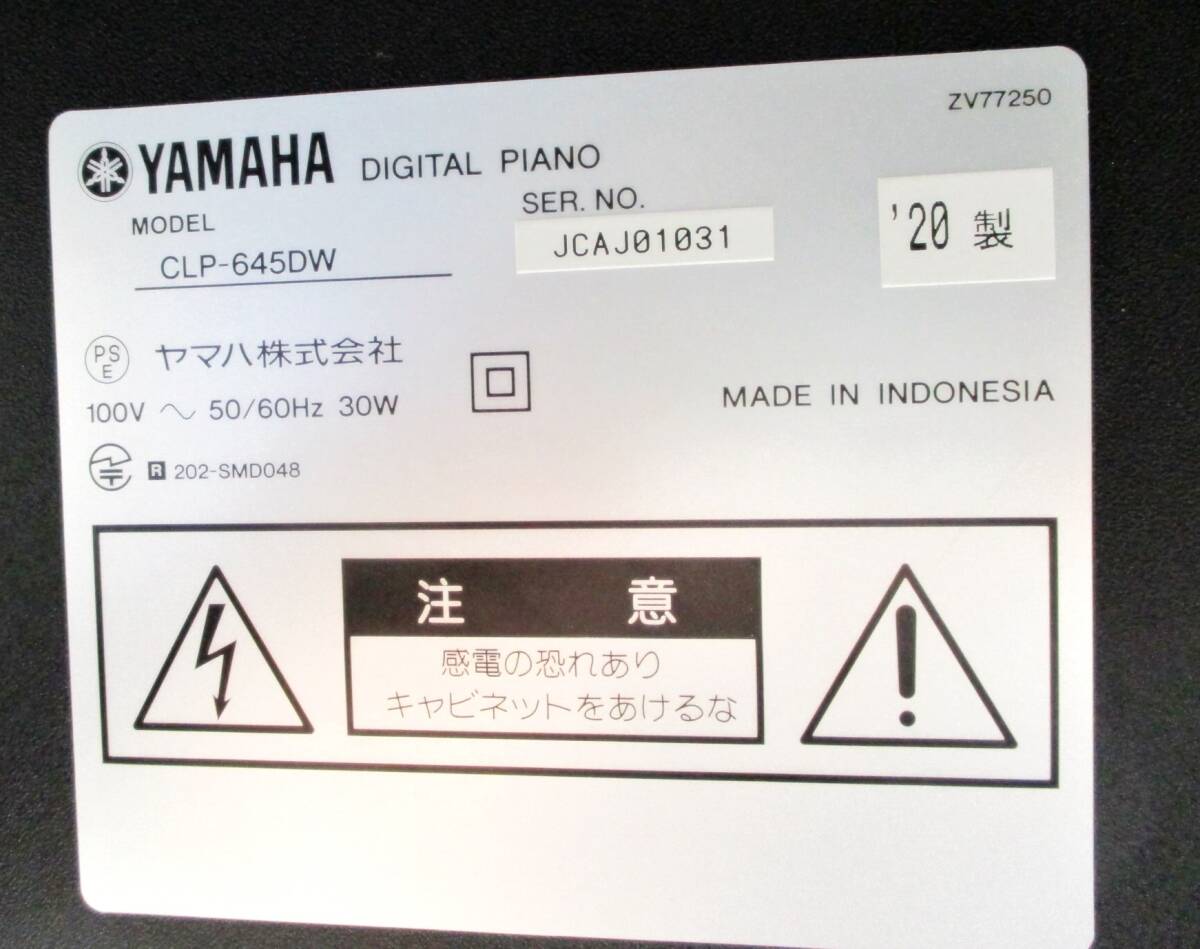 ZV77250
YAMAHA DIGITAL PIANO
MODEL
CLP-645DW
SER. NO.
JCAJ01031
'20 製
PS
E
ヤマハ株式会社
100V ～ 50/60Hz 30W
MADE IN INDONESIA
R 202-SMD048
注 意
感電の恐れあり
キャビネットをあけるな
!